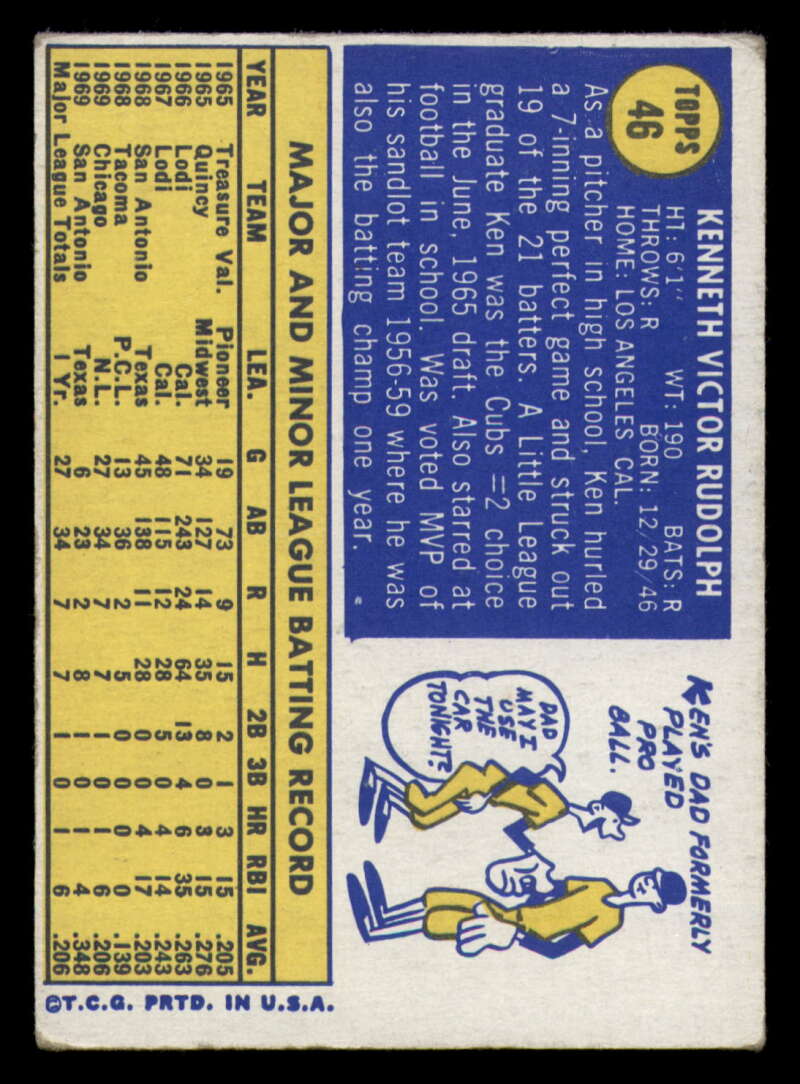 TOPPS
46
KENNETH VICTOR RUDOLPH
HT: 6'1" WT: 190 BATS: R
THROWS: R BORN: 12/29/46
HOME: LOS ANGELES CAL.
As a pitcher in high school, Ken hurled
a 7-inning perfect game and struck out
19 of the 21 batters. A Little League
graduate Ken was the Cubs =2 choice
in the June, 1965 draft. Also starred at
football in school. Was voted MVP of
his sandlot team 1956-59 where he was
also the batting champ one year.
KEN'S DAD FORMERLY
PLAYED
PRO
BALL.
DAD
MAY I
USE
THE
CAR
TONIGHT?
MAJOR AND MINOR LEAGUE BATTING RECORD
YEAR TEAM LEA. G AB R H 2B 3B HR RBI AVG.
1965 Treasure Val. Pioneer 19 73 9 15 2 1 3 15 .205
1965 Quincy Midwest 34 127 14 35 8 0 3 15 .276
1966 Lodi Cal. 71 243 24 64 13 4 6 35 .263
1967 Lodi Cal. 48 115 12 28 5 0 4 14 .243
1968 San Antonio Texas 45 138 11 28 0 0 4 17 .203
1968 Tacoma P.C.L. 13 36 2 5 0 0 0 0 .139
1969 Chicago N.L. 27 34 7 7 1 0 1 6 .206
1969 San Antonio Texas 6 23 2 8 1 0 1 4 .348
Major League Totals 1 Yr. 27 34 7 7 1 0 1 6 .206
©T.C.G. PRTD. IN U.S.A.